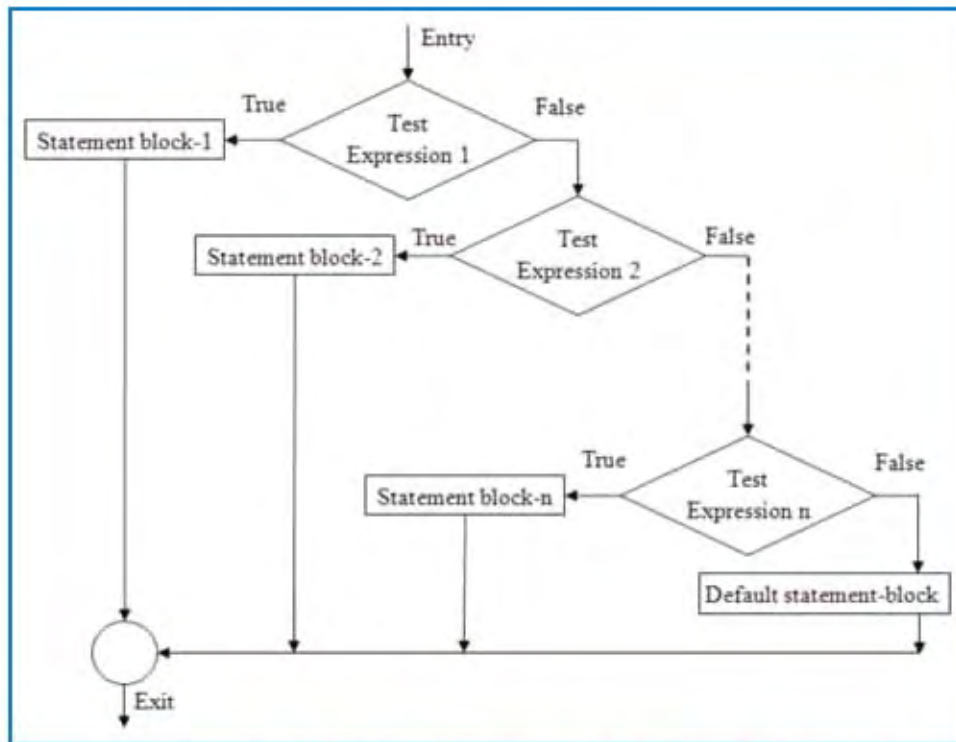 Entry
True
False
Test
Expression 1
Statement block-1
True
False
Test
Expression 2
Statement block-2
True
False
Test
Expression n
Statement block-n
Default statement-block
Exit